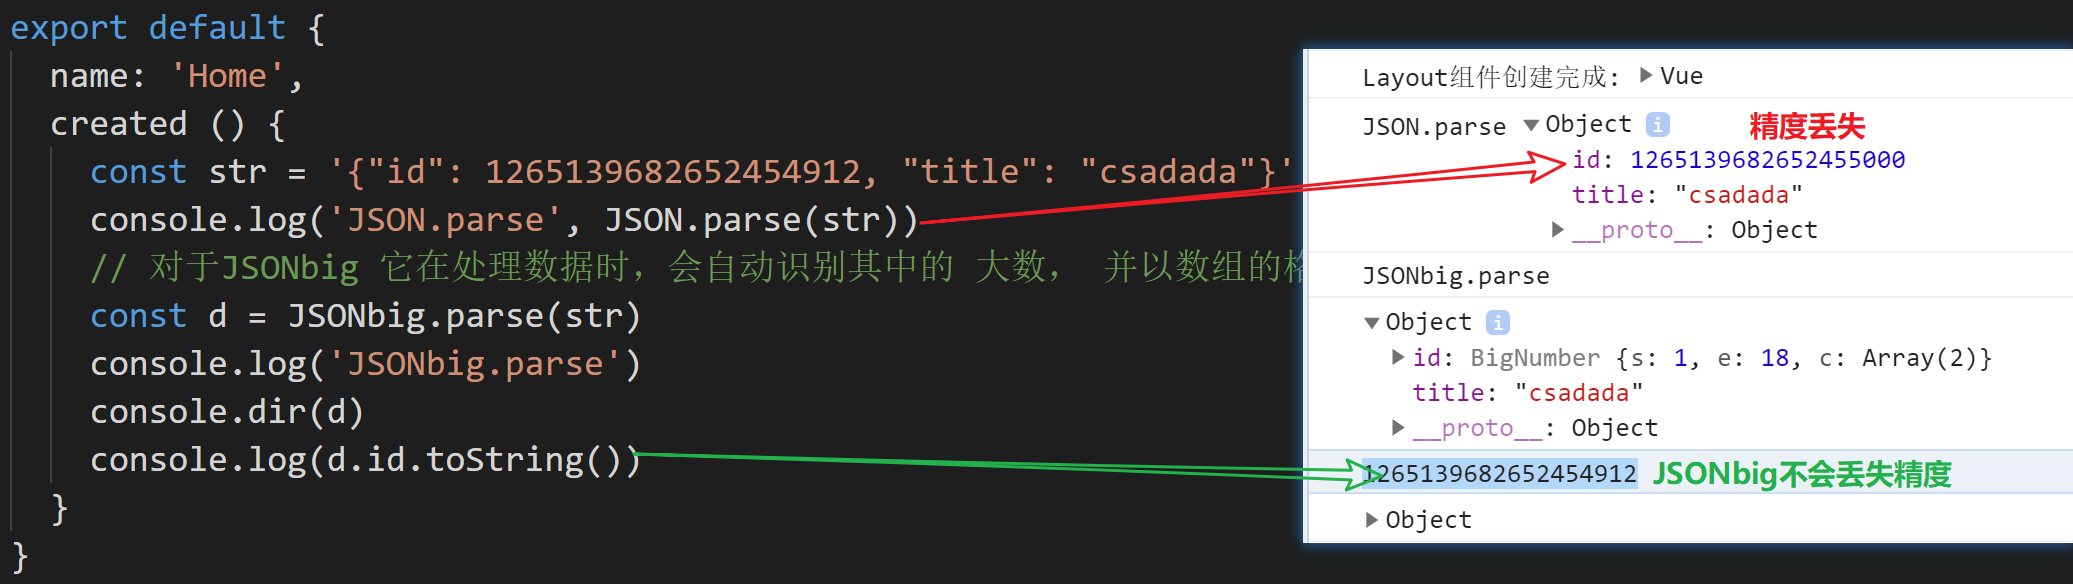 export default {
name: 'Home',
created () {
const str = '{"id": 1265139682652454912, "title": "csadada"}'
console.log('JSON.parse', JSON.parse(str))
// 对于JSONbig 它在处理数据时，会自动识别其中的 大数， 并以数组的格
const d = JSONbig.parse(str)
console.log('JSONbig.parse')
console.dir(d)
console.log(d.id.toString())
}
}
Layout组件创建完成: ▶Vue
JSON.parse ▼Object i 精度丢失
id: 1265139682652455000
title: "csadada"
▶__proto__: Object
JSONbig.parse
▼Object i
▶id: BigNumber {s: 1, e: 18, c: Array(2)}
title: "csadada"
▶__proto__: Object
1265139682652454912 JSONbig不会丢失精度
▶Object